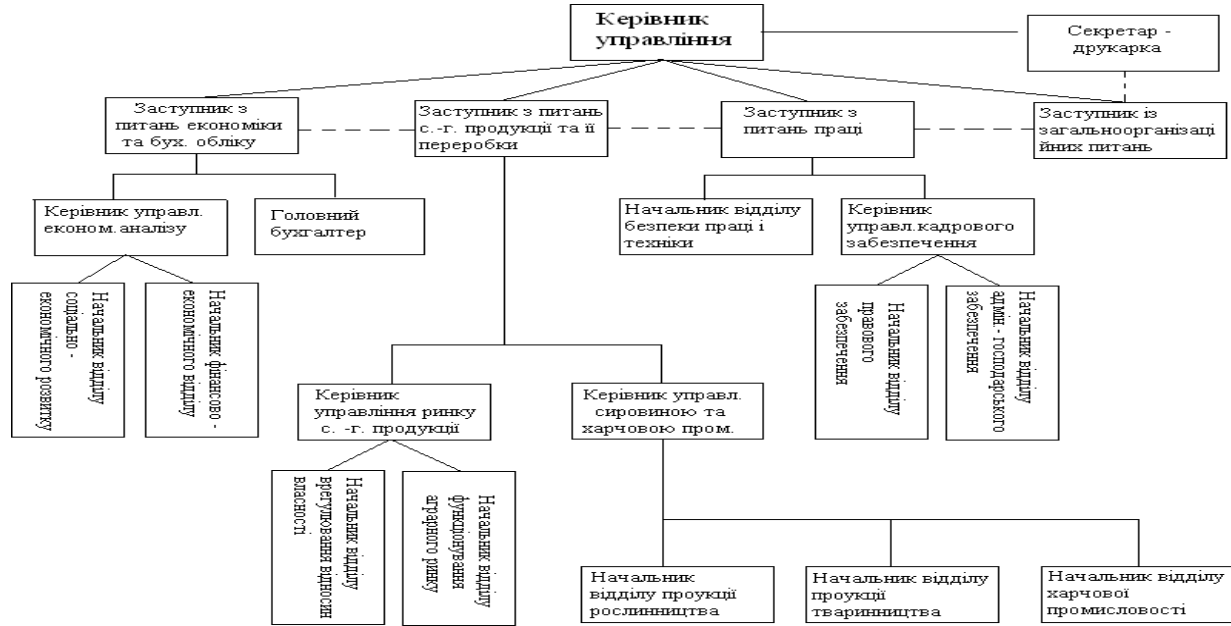 Керівник
управління
Секретар -
друкарка
Заступник з
питань економіки
та бух. обліку
Заступник з питань
с.-г. продукції та її
переробки
Заступник з
питань праці
Заступник із
загальноорганізаці
йних питань
Керівник управл.
економ.аналізу
Головний
бухгалтер
Начальник відділу
безпеки праці і
техніки
Керівник
управл.кадрового
забезпечення
Начальник відділу
соціально -
економічного розвитку
Начальник фінансово -
економічного відділу
Начальник відділу
правового
забезпечення
Начальник відділу
адмін.- господарського
забезпечення
Керівник
управління ринку
с. -г. продукції
Керівник управл.
сировиною та
харчовою пром.
Начальник відділу
врегулювання відносин
власності
Начальник відділу
функціонування
аграрного ринку
Начальник
відділу проукції
рослинництва
Начальник відділу
проукції
тваринництва
Начальник відділу
харчової
промисловості